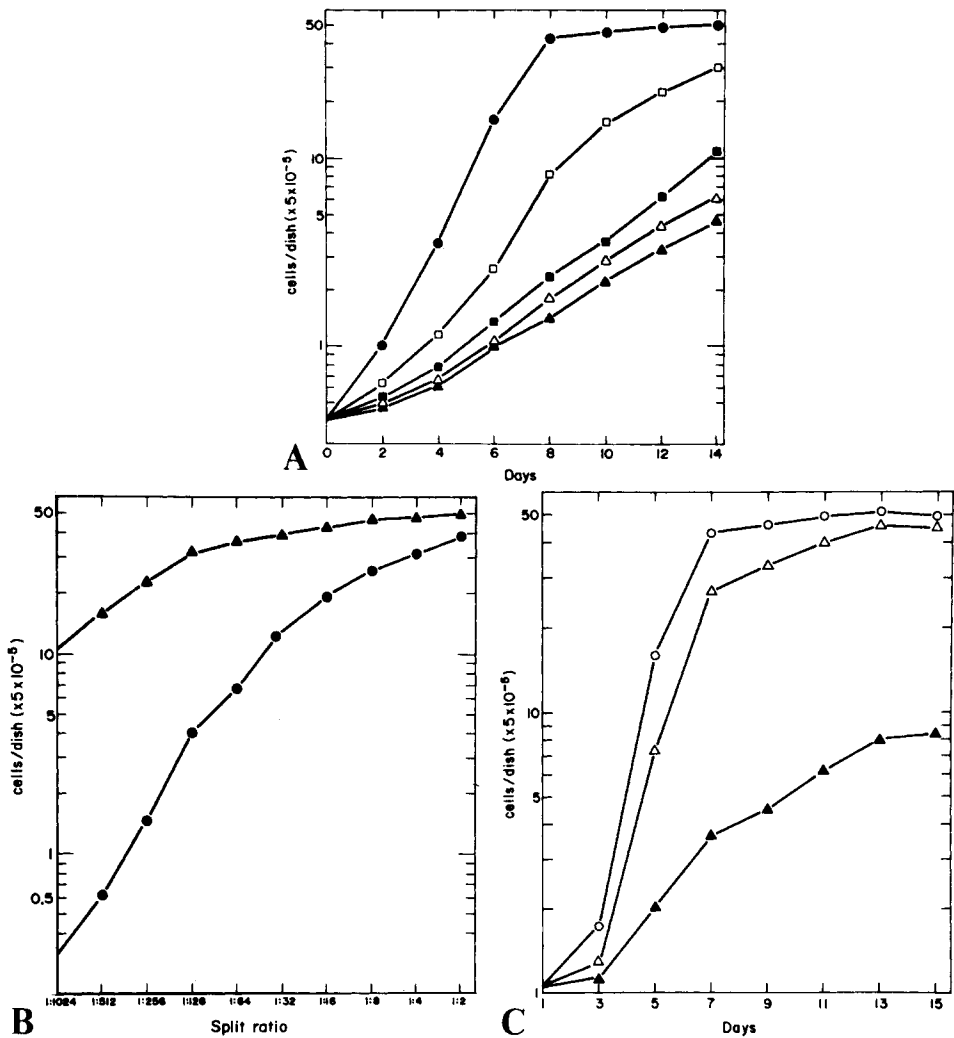 50
10
5
1
cells/dish (x5x10⁻⁵)
0 2 4 6 8 10 12 14
Days
A
50
10
5
1
0.5
cells/dish (x5x10⁻⁵)
1:1024 1:512 1:256 1:126 1:64 1:32 1:16 1:8 1:4 1:2
Split ratio
B
50
10
5
1
cells/dish (x5x10⁻⁵)
1 3 5 7 9 11 13 15
Days
C